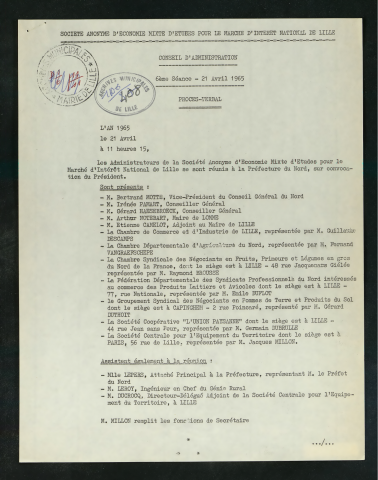 SOCIETE ANONYME D'ECONOMIE MIXTE D'ETUDES POUR LE MARCHE D'INTERET NATIONAL DE LILLE
CONSEIL D'ADMINISTRATION
6ème Séance - 21 Avril 1965
PROCES-VERBAL
ARCHIVES MUNICIPALES
DE LILLE
MAIRIE DE LILLE
L'AN 1965
le 21 Avril
à 11 heures 15,
Les Administrateurs de la Société Anonyme d'Economie Mixte d'Etudes pour le
Marché d'Intérêt National de Lille se sont réunis à la Préfecture du Nord, sur convoca-
tion du Président.
Sont présents :
- M. Bertrand MOTTE, Vice-Président du Conseil Général du Nord
- M. Irénée PAMART, Conseiller Général
- M. Gérard HAESEBROECK, Conseiller Général
- M. Arthur NOTEBART, Maire de LOMME
- M. Etienne CAMELOT, Adjoint au Maire de LILLE
- La Chambre de Commerce et d'Industrie de LILLE, représentée par M. Guillaume
DESCAMPS
- La Chambre Départementale d'Agriculture du Nord, représentée par M. Fernand
- La Chambre Syndicale des Négociants en Fruits, Primeurs et Légumes en gros
du Nord de la France, dont le siège est à LILLE - 49 rue Jacquemars Giélée
représentée par M. Raymond
- La Fédération Départementale des Syndicats Professionnels du Nord intéressés
au commerce des Produits Laitiers et Avicoles dont le siège est à LILLE -
77, rue Nationale, représentée par M. Emile DUFLOT
- le Groupement Syndical des Négociants en Pommes de Terre et Produits du Sol
dont le siège est à CAPINGHEM - 2 rue Poincaré, représenté par M. Gérard
DUTHOIT
- La Société Coopérative "L'UNION PAYSANNE" dont le siège est à LILLE -
44 rue Jean sans Peur, représentée par M. Germain DUBRULLE
- La Société Centrale pour l'Equipement du Territoire dont le siège est à
PARIS, 56 rue de Lille, représentée par M. Jacques MILLON.
Assistent également à la réunion :
- Mlle LEPERS, Attaché Principal à la Préfecture, représentant M. le Préfet
du Nord
- M. LEROY, Ingénieur en Chef du Génie Rural
- M. DUCROCQ, Directeur-Délégué Adjoint de la Société Centrale pour l'Equipe-
ment du Territoire, à LILLE
M. MILLON remplit les fonctions de Secrétaire
.../...